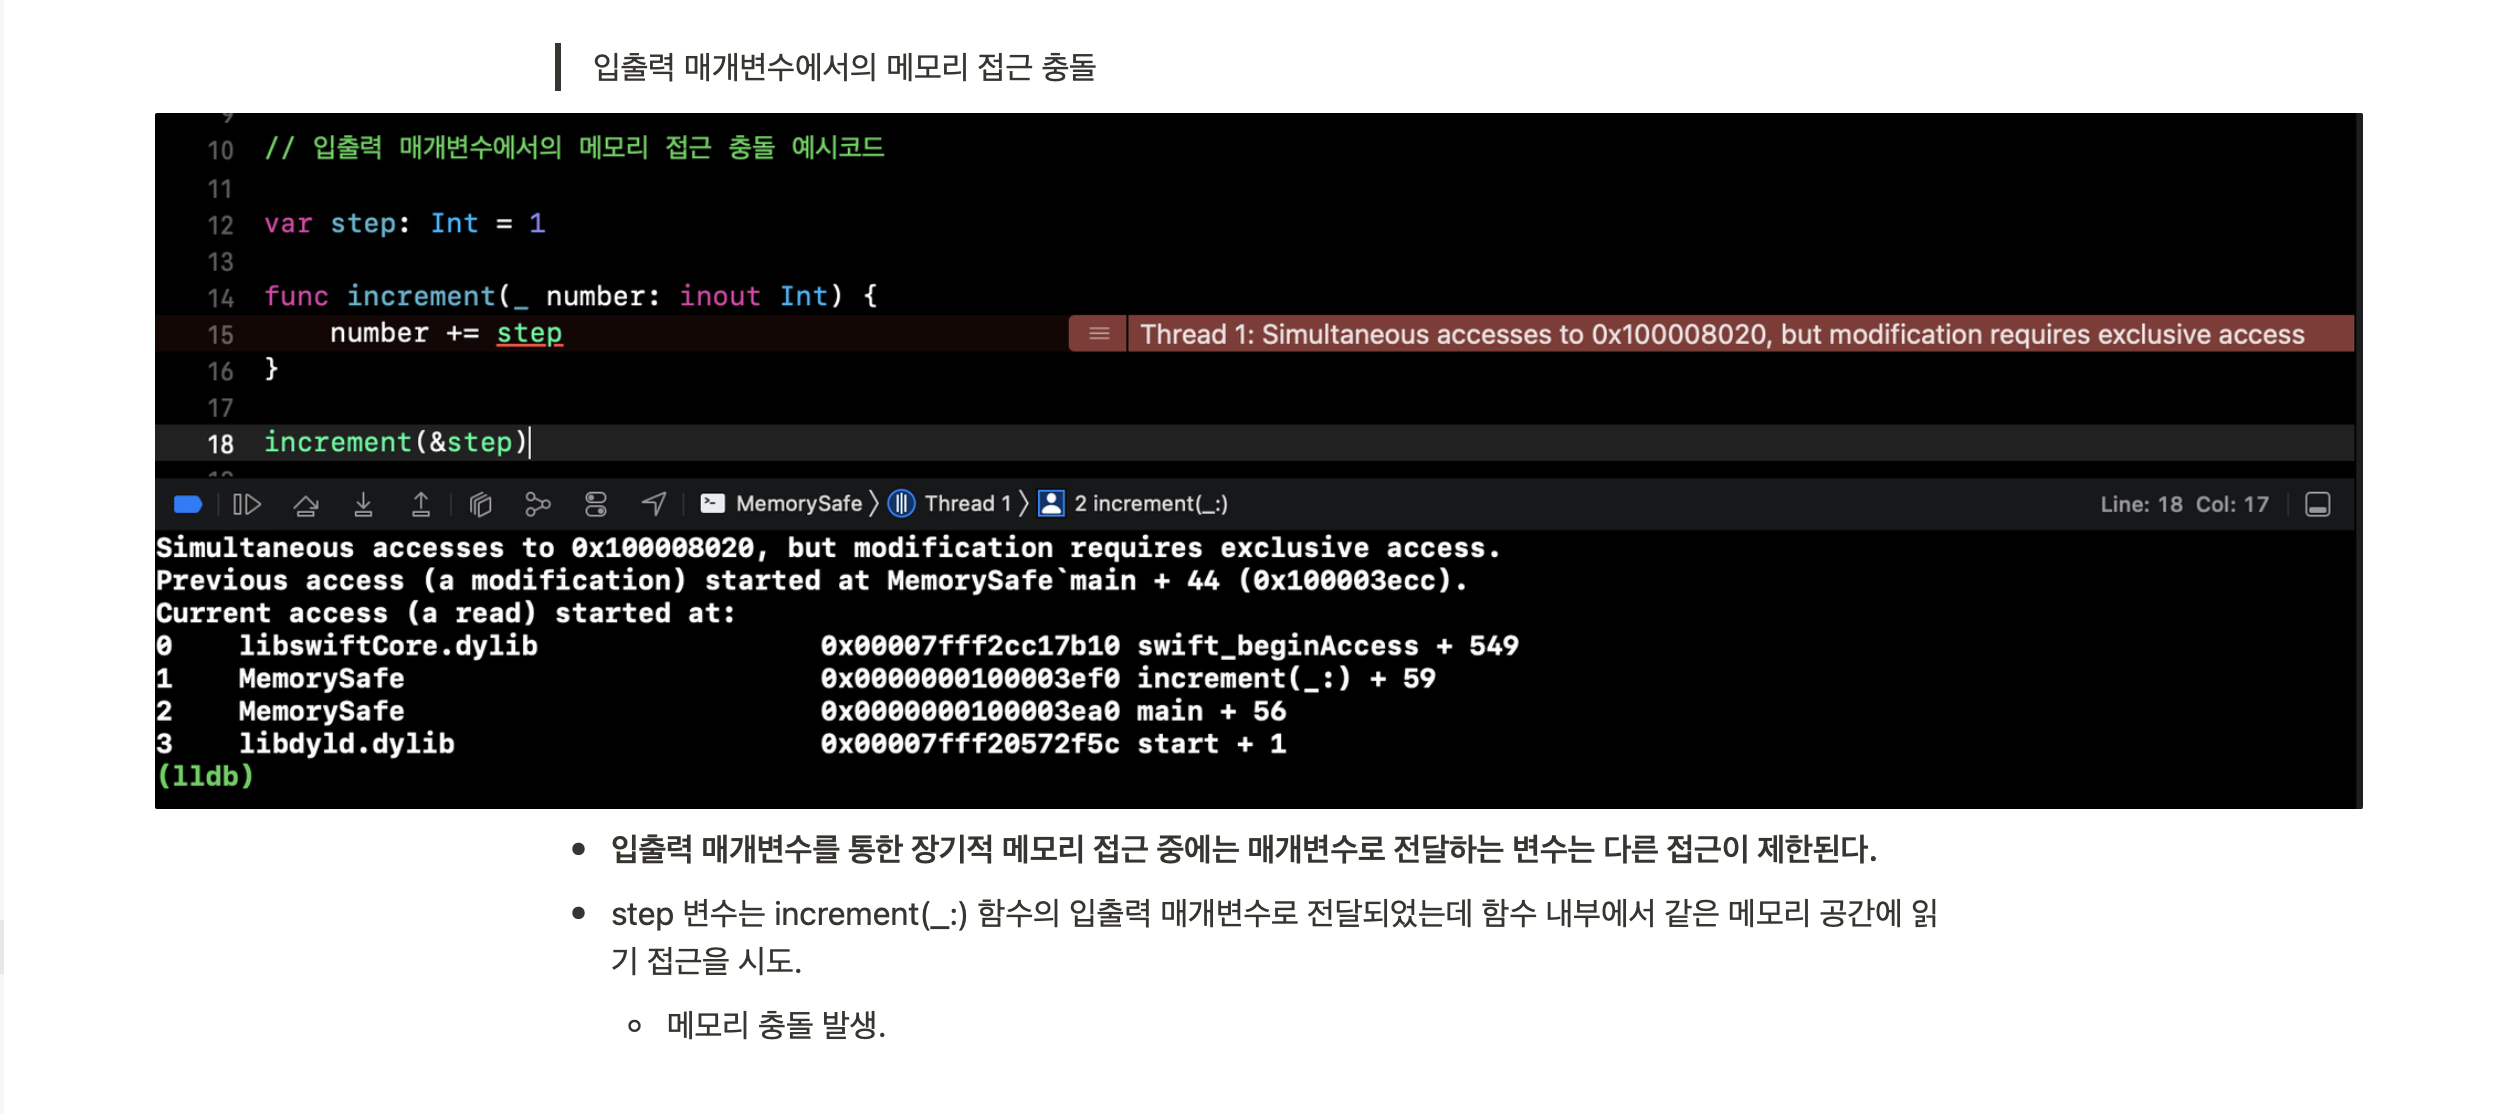 입출력 매개변수에서의 메모리 접근 충돌
9
10 // 입출력 매개변수에서의 메모리 접근 충돌 예시코드
11
12 var step: Int = 1
13
14 func increment(_ number: inout Int) {
15 number += step Thread 1: Simultaneous accesses to 0x100008020, but modification requires exclusive access
16 }
17
18 increment(&step)
MemorySafe 〉 Thread 1 〉 2 increment(_:) Line: 18 Col: 17
Simultaneous accesses to 0x100008020, but modification requires exclusive access.
Previous access (a modification) started at MemorySafe`main + 44 (0x100003ecc).
Current access (a read) started at:
0 libswiftCore.dylib 0x00007fff2cc17b10 swift_beginAccess + 549
1 MemorySafe 0x0000000100003ef0 increment(_:) + 59
2 MemorySafe 0x0000000100003ea0 main + 56
3 libdyld.dylib 0x00007fff20572f5c start + 1
(lldb)
• 입출력 매개변수를 통한 장기적 메모리 접근 중에는 매개변수로 전달하는 변수는 다른 접근이 제한된다.
• step 변수는 increment(_:) 함수의 입출력 매개변수로 전달되었는데 함수 내부에서 같은 메모리 공간에 읽
기 접근을 시도.
◦ 메모리 충돌 발생.